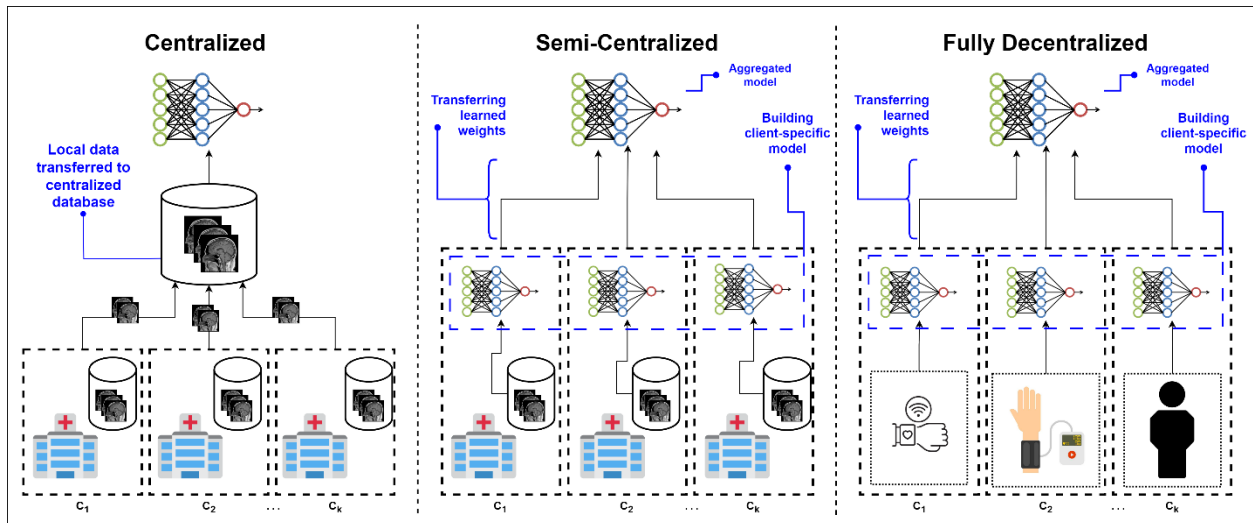 Centralized
Local data
transferred to
centralized
database
C1
C2
...
Ck
Semi-Centralized
Aggregated
model
Transferring
learned
weights
Building
client-specific
model
C1
C2
...
Ck
Fully Decentralized
Aggregated
model
Transferring
learned
weights
Building
client-specific
model
C1
C2
...
Ck